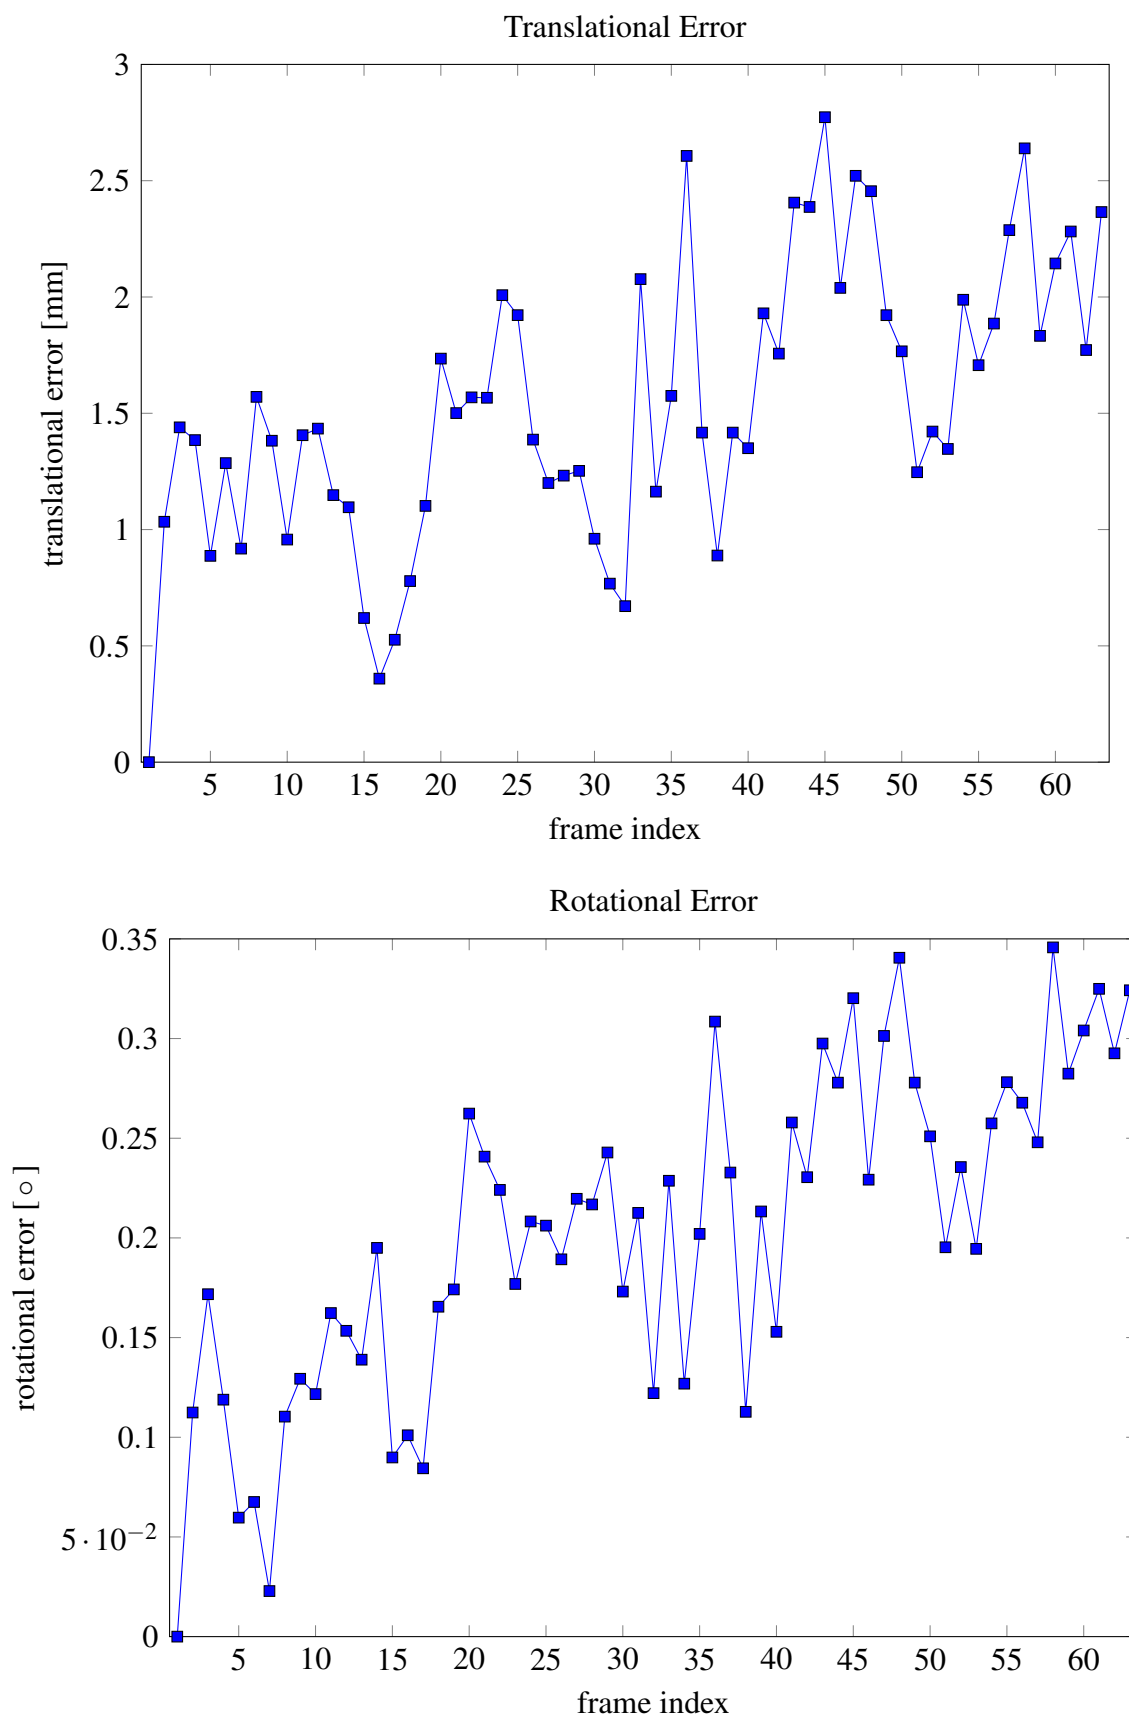 Translational Error
3
2.5
2
1.5
1
0.5
0
translational error [mm]
5 10 15 20 25 30 35 40 45 50 55 60
frame index
Rotational Error
0.35
0.3
0.25
0.2
0.15
0.1
5 · 10⁻²
0
rotational error [∘]
5 10 15 20 25 30 35 40 45 50 55 60
frame index